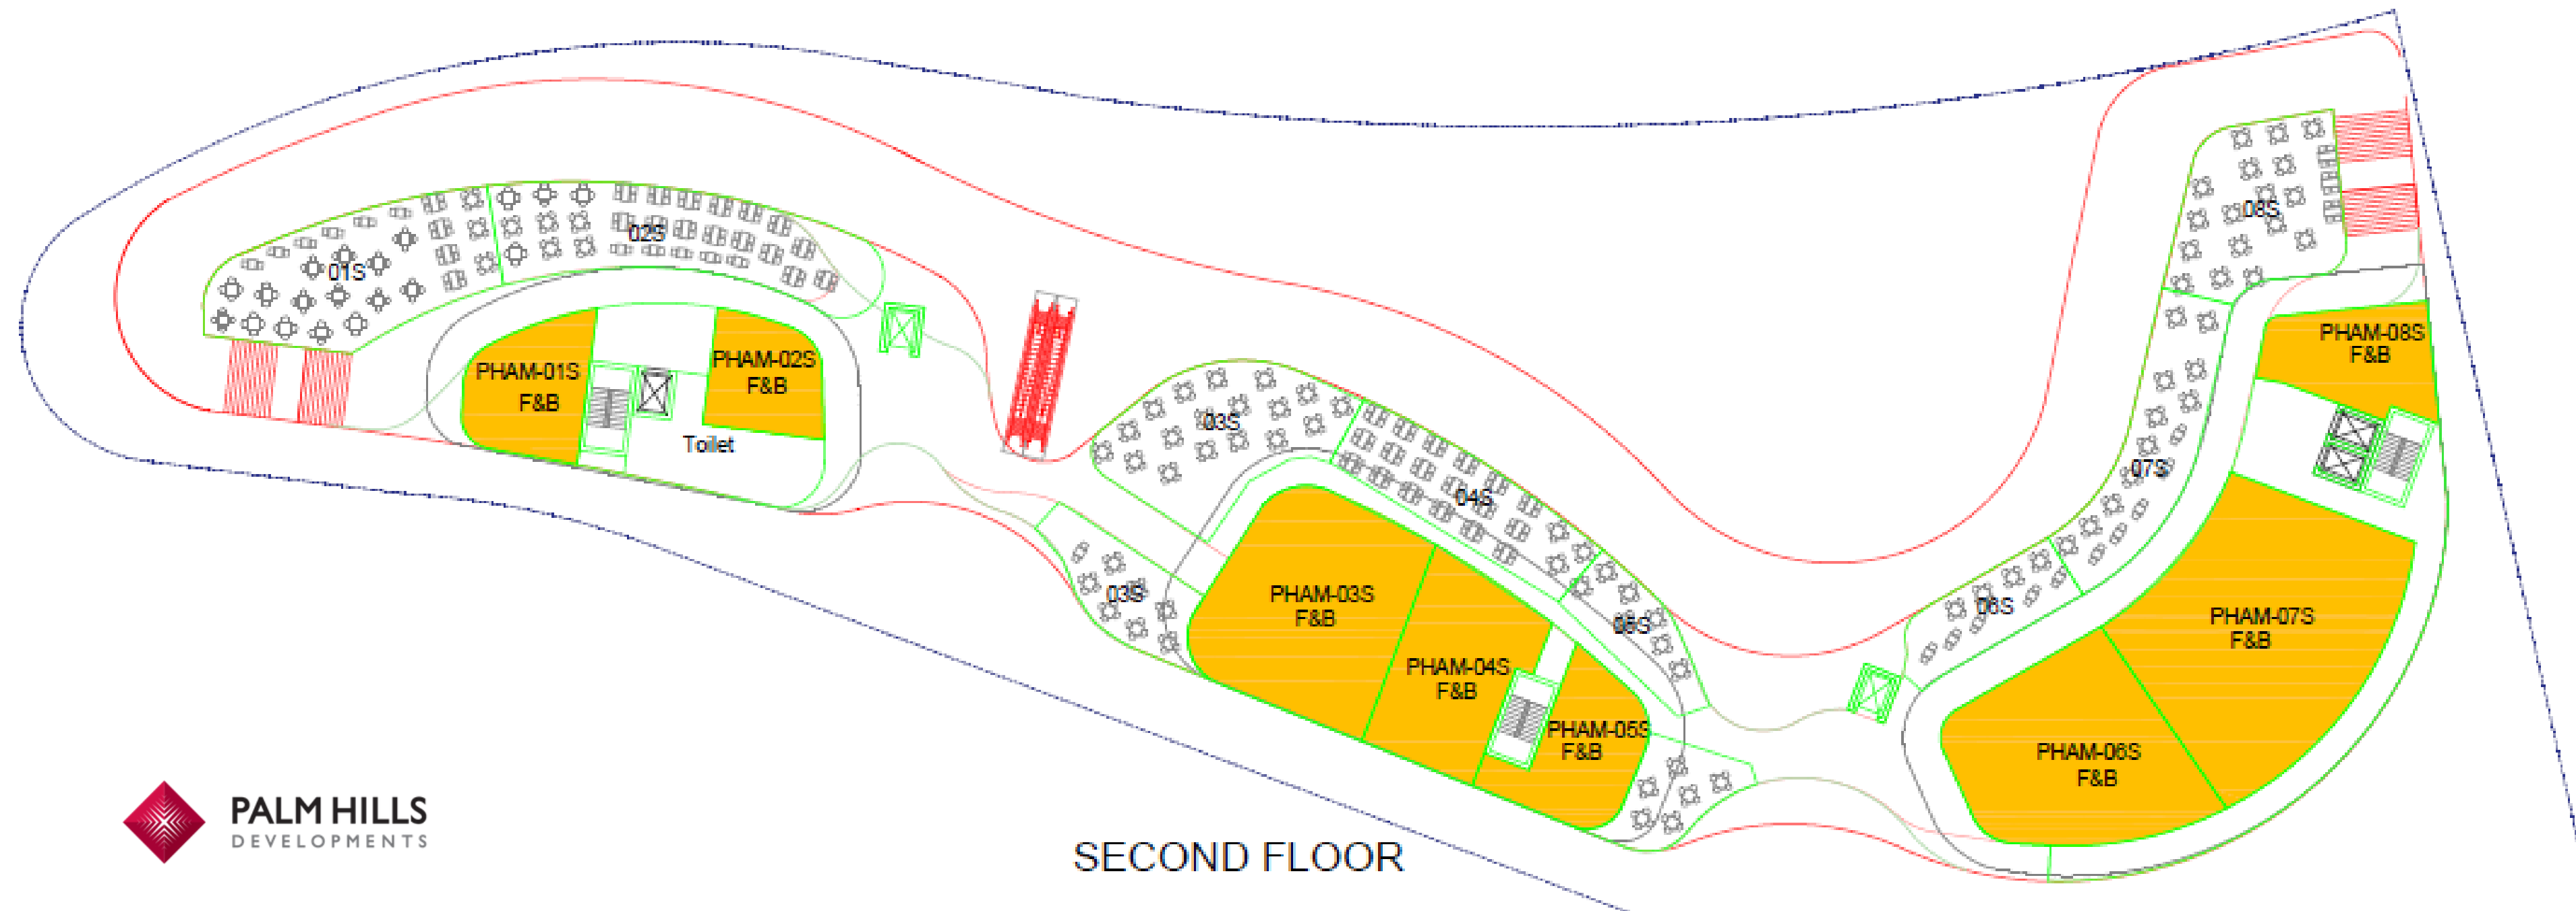 01S
02S
08S
PHAM-01S
F&B
PHAM-02S
F&B
Toilet
03S
04S
03S
05S
06S
07S
PHAM-03S
F&B
PHAM-04S
F&B
PHAM-05S
F&B
PHAM-06S
F&B
PHAM-07S
F&B
PHAM-08S
F&B
PALM HILLS
DEVELOPMENTS
SECOND FLOOR